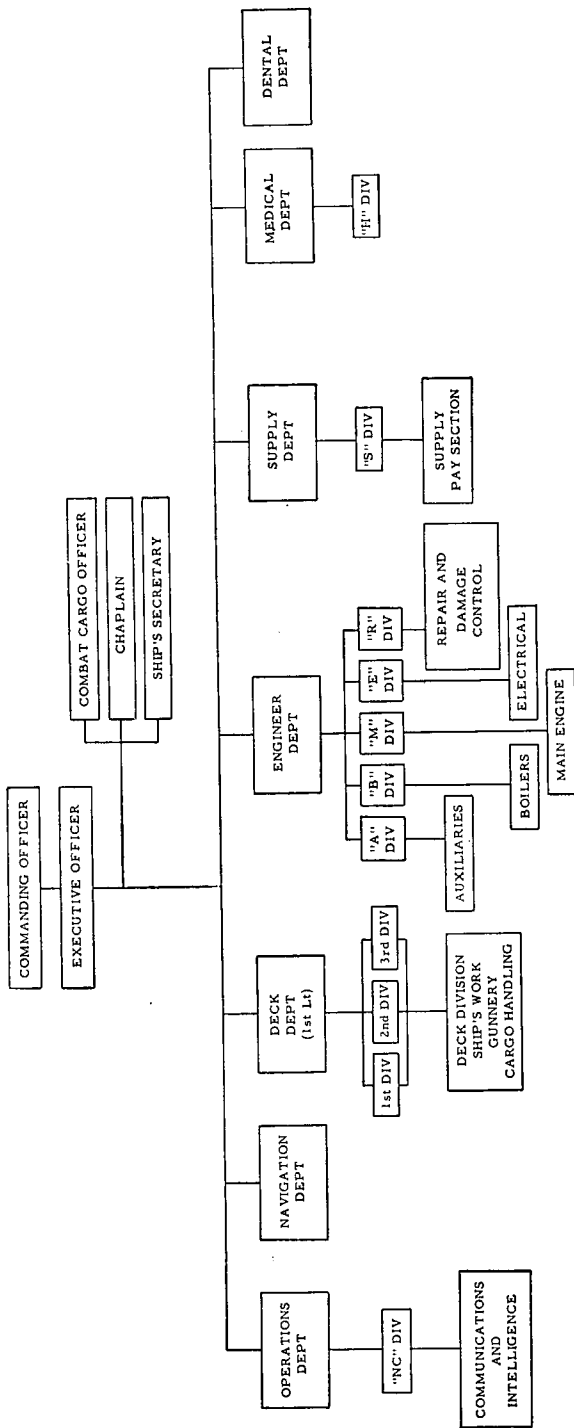 COMMANDING OFFICER
EXECUTIVE OFFICER
COMBAT CARGO OFFICER
CHAPLAIN
SHIP'S SECRETARY
OPERATIONS
DEPT
NAVIGATION
DEPT
DECK
DEPT
(1st Lt)
ENGINEER
DEPT
SUPPLY
DEPT
MEDICAL
DEPT
DENTAL
DEPT
"NC" DIV
1st DIV
2nd DIV
3rd DIV
"A"
DIV
"B"
DIV
"M"
DIV
"E"
DIV
"R"
DIV
"S" DIV
"H" DIV
COMMUNICATIONS
AND
INTELLIGENCE
DECK DIVISION
SHIP'S WORK
GUNNERY
CARGO HANDLING
AUXILIARIES
BOILERS
MAIN ENGINE
ELECTRICAL
REPAIR AND
DAMAGE
CONTROL
SUPPLY
PAY SECTION